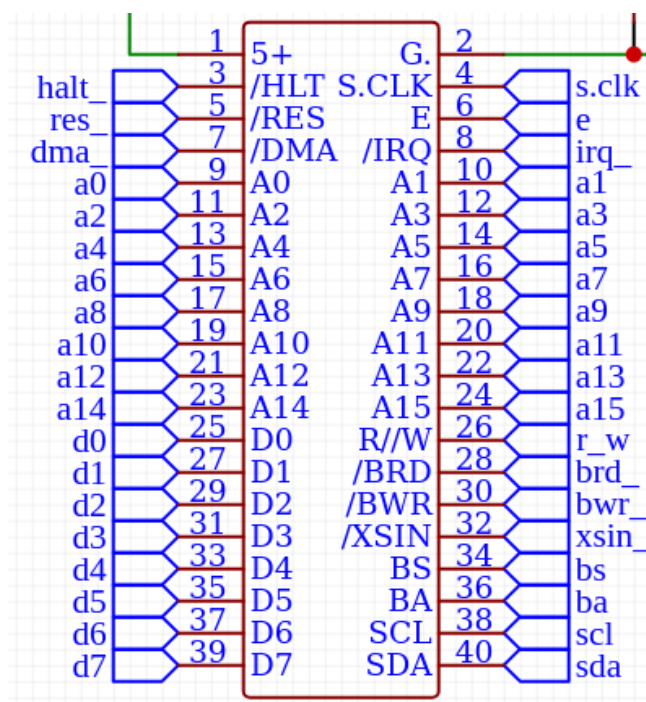 1 5+ G. 2
halt_ 3 /HLT S.CLK 4 s.clk
res_ 5 /RES E 6 e
dma_ 7 /DMA /IRQ 8 irq_
a0 9 A0 A1 10 a1
a2 11 A2 A3 12 a3
a4 13 A4 A5 14 a5
a6 15 A6 A7 16 a7
a8 17 A8 A9 18 a9
a10 19 A10 A11 20 a11
a12 21 A12 A13 22 a13
a14 23 A14 A15 24 a15
d0 25 D0 R//W 26 r_w
d1 27 D1 /BRD 28 brd_
d2 29 D2 /BWR 30 bwr_
d3 31 D3 /XSIN 32 xsin_
d4 33 D4 BS 34 bs
d5 35 D5 BA 36 ba
d6 37 D6 SCL 38 scl
d7 39 D7 SDA 40 sda